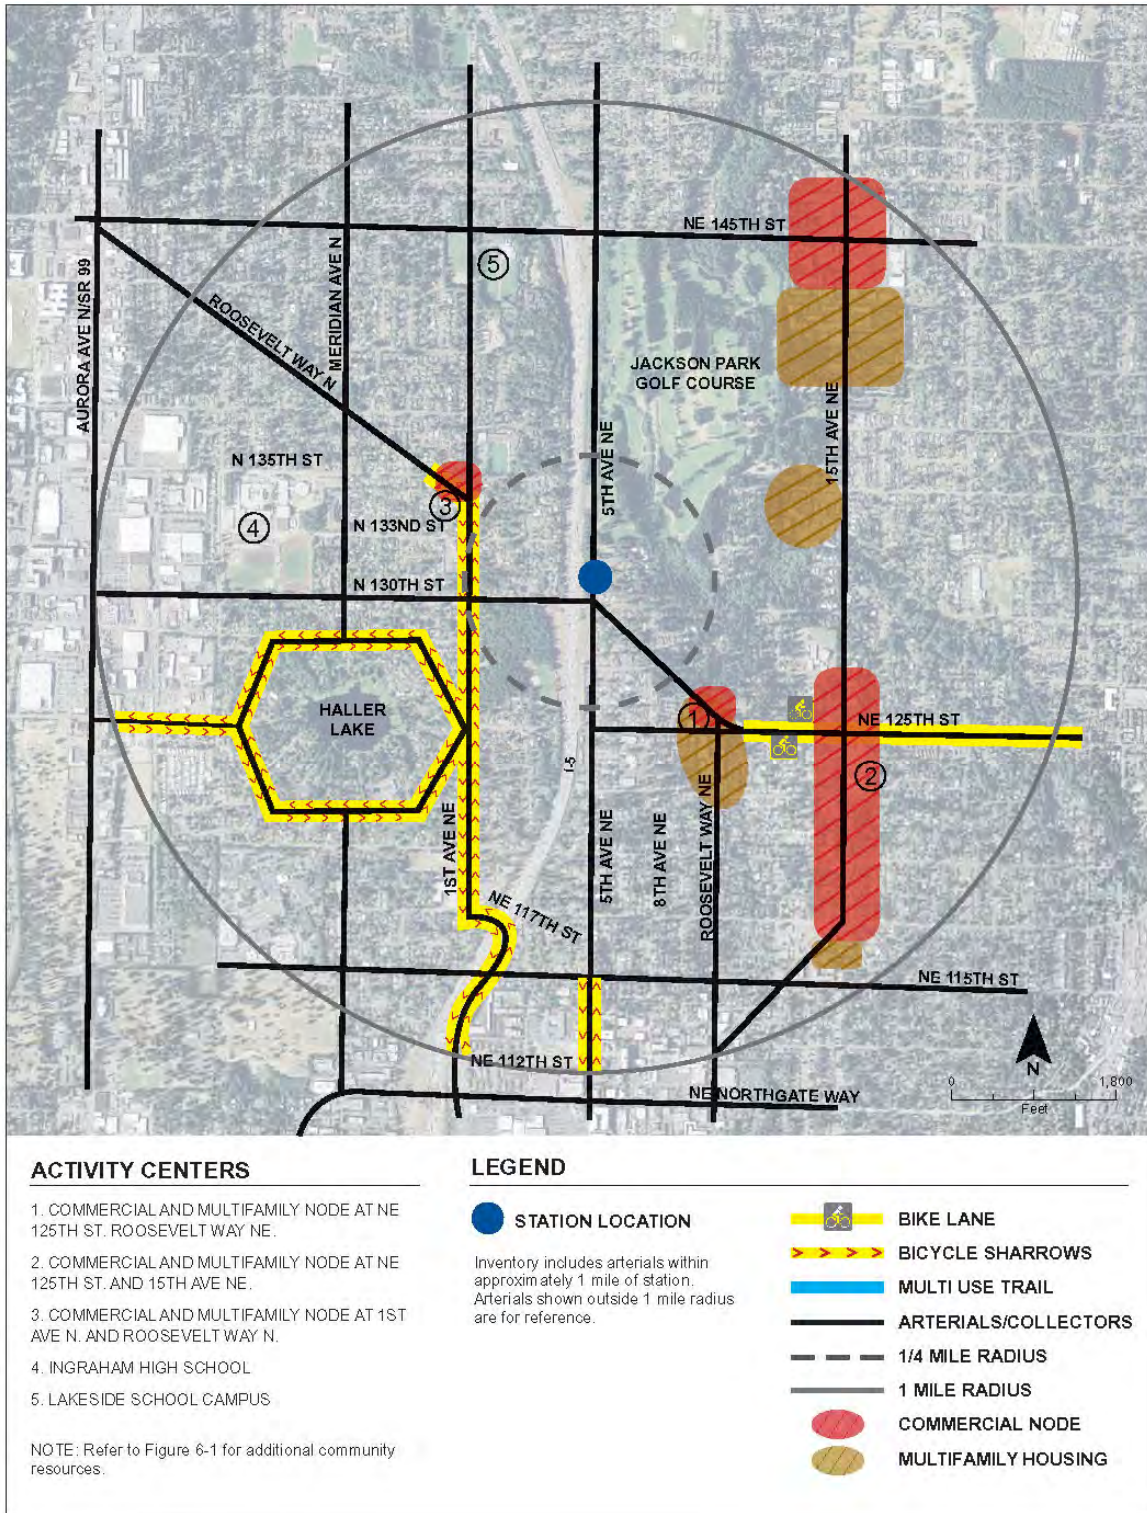 NE 145TH ST
5
AURORA AVE N/SR 99
MERIDIAN AVE N
ROOSEVELT WAY N
JACKSON PARK
GOLF COURSE
15TH AVE NE
5TH AVE NE
N 135TH ST
3
4
N 133ND ST
N 130TH ST
HALLER
LAKE
1
NE 125TH ST
2
I-5
1ST AVE NE
5TH AVE NE
8TH AVE NE
ROOSEVELT WAY NE
NE 117TH ST
NE 115TH ST
NE 112TH ST
N
NE NORTHGATE WAY
0 1,800
Feet
ACTIVITY CENTERS
1. COMMERCIAL AND MULTIFAMILY NODE AT NE
125TH ST. ROOSEVELT WAY NE.
2. COMMERCIAL AND MULTIFAMILY NODE AT NE
125TH ST. AND 15TH AVE NE.
3. COMMERCIAL AND MULTIFAMILY NODE AT 1ST
AVE N. AND ROOSEVELT WAY N.
4. INGRAHAM HIGH SCHOOL
5. LAKESIDE SCHOOL CAMPUS
NOTE: Refer to Figure 6-1 for additional community
resources.
LEGEND
STATION LOCATION
Inventory includes arterials within
approximately 1 mile of station.
Arterials shown outside 1 mile radius
are for reference.
BIKE LANE
BICYCLE SHARROWS
MULTI USE TRAIL
ARTERIALS/COLLECTORS
1/4 MILE RADIUS
1 MILE RADIUS
COMMERCIAL NODE
MULTIFAMILY HOUSING